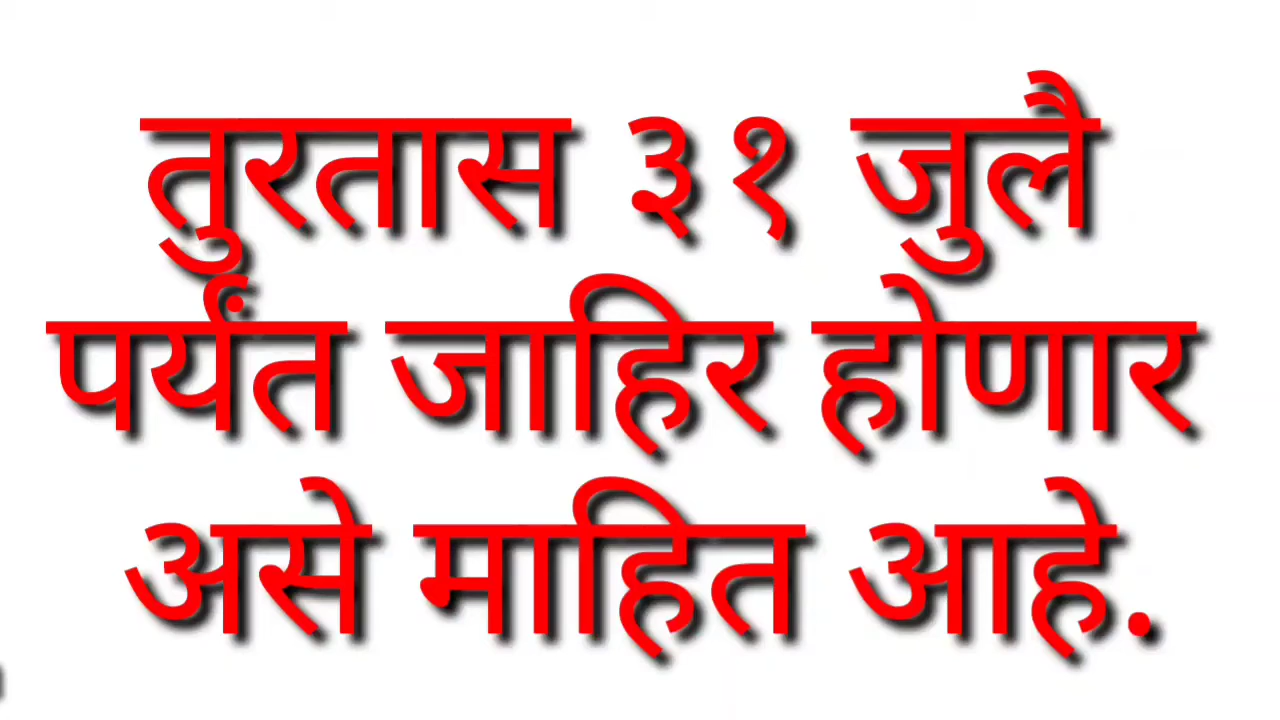 तुरतास ३१ जुलै
पर्यंत जाहिर होणार
असे माहित आहे.